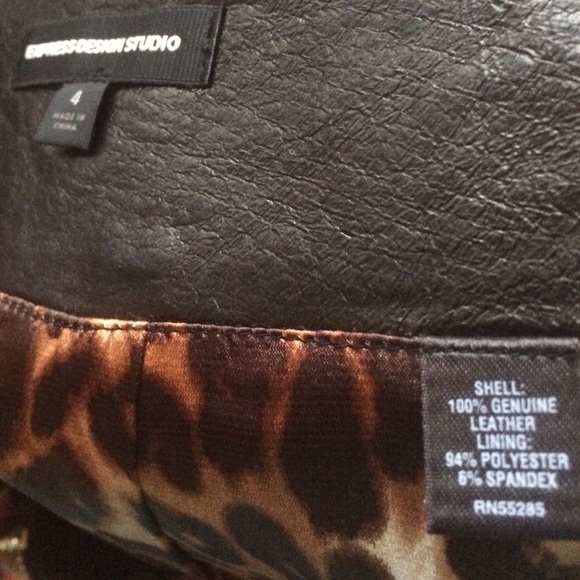 EXPRESS DESIGN STUDIO
4
MADE IN
CHINA
SHELL:
100% GENUINE
LEATHER
LINING:
94% POLYESTER
6% SPANDEX
RN55285